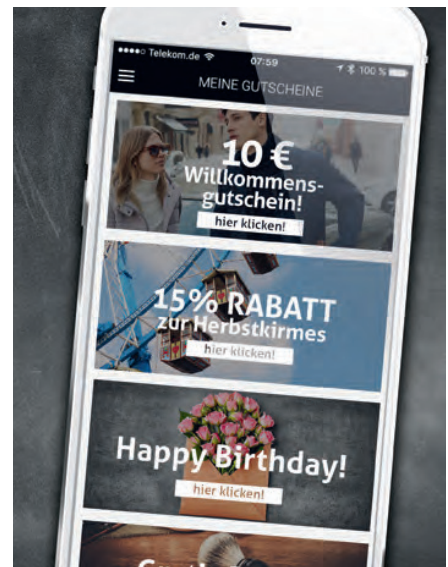 Telekom.de 07:59 100 %
MEINE GUTSCHEINE
10 €
Willkommens-
gutschein!
hier klicken!
15% RABATT
zur Herbstkirmes
hier klicken!
Happy Birthday!
hier klicken!